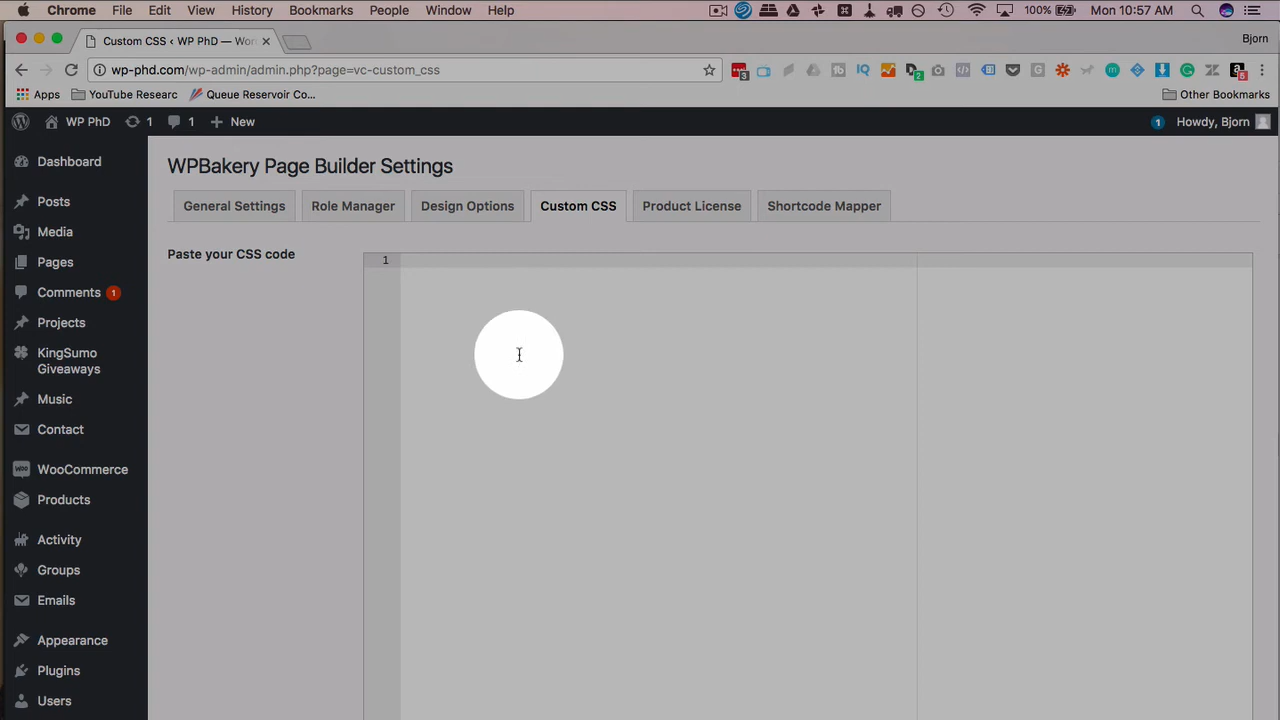 Chrome File Edit View History Bookmarks People Window Help 100% Mon 10:57 AM
Custom CSS ‹ WP PhD — Wor
Bjorn
wp-phd.com/wp-admin/admin.php?page=vc-custom_css
Apps YouTube Researc Queue Reservoir Co... Other Bookmarks
WP PhD 1 1 New 1 Howdy, Bjorn
Dashboard
Posts
Media
Pages
Comments 1
Projects
KingSumo
Giveaways
Music
Contact
WooCommerce
Products
Activity
Groups
Emails
Appearance
Plugins
Users
WPBakery Page Builder Settings
General Settings Role Manager Design Options Custom CSS Product License Shortcode Mapper
Paste your CSS code
1